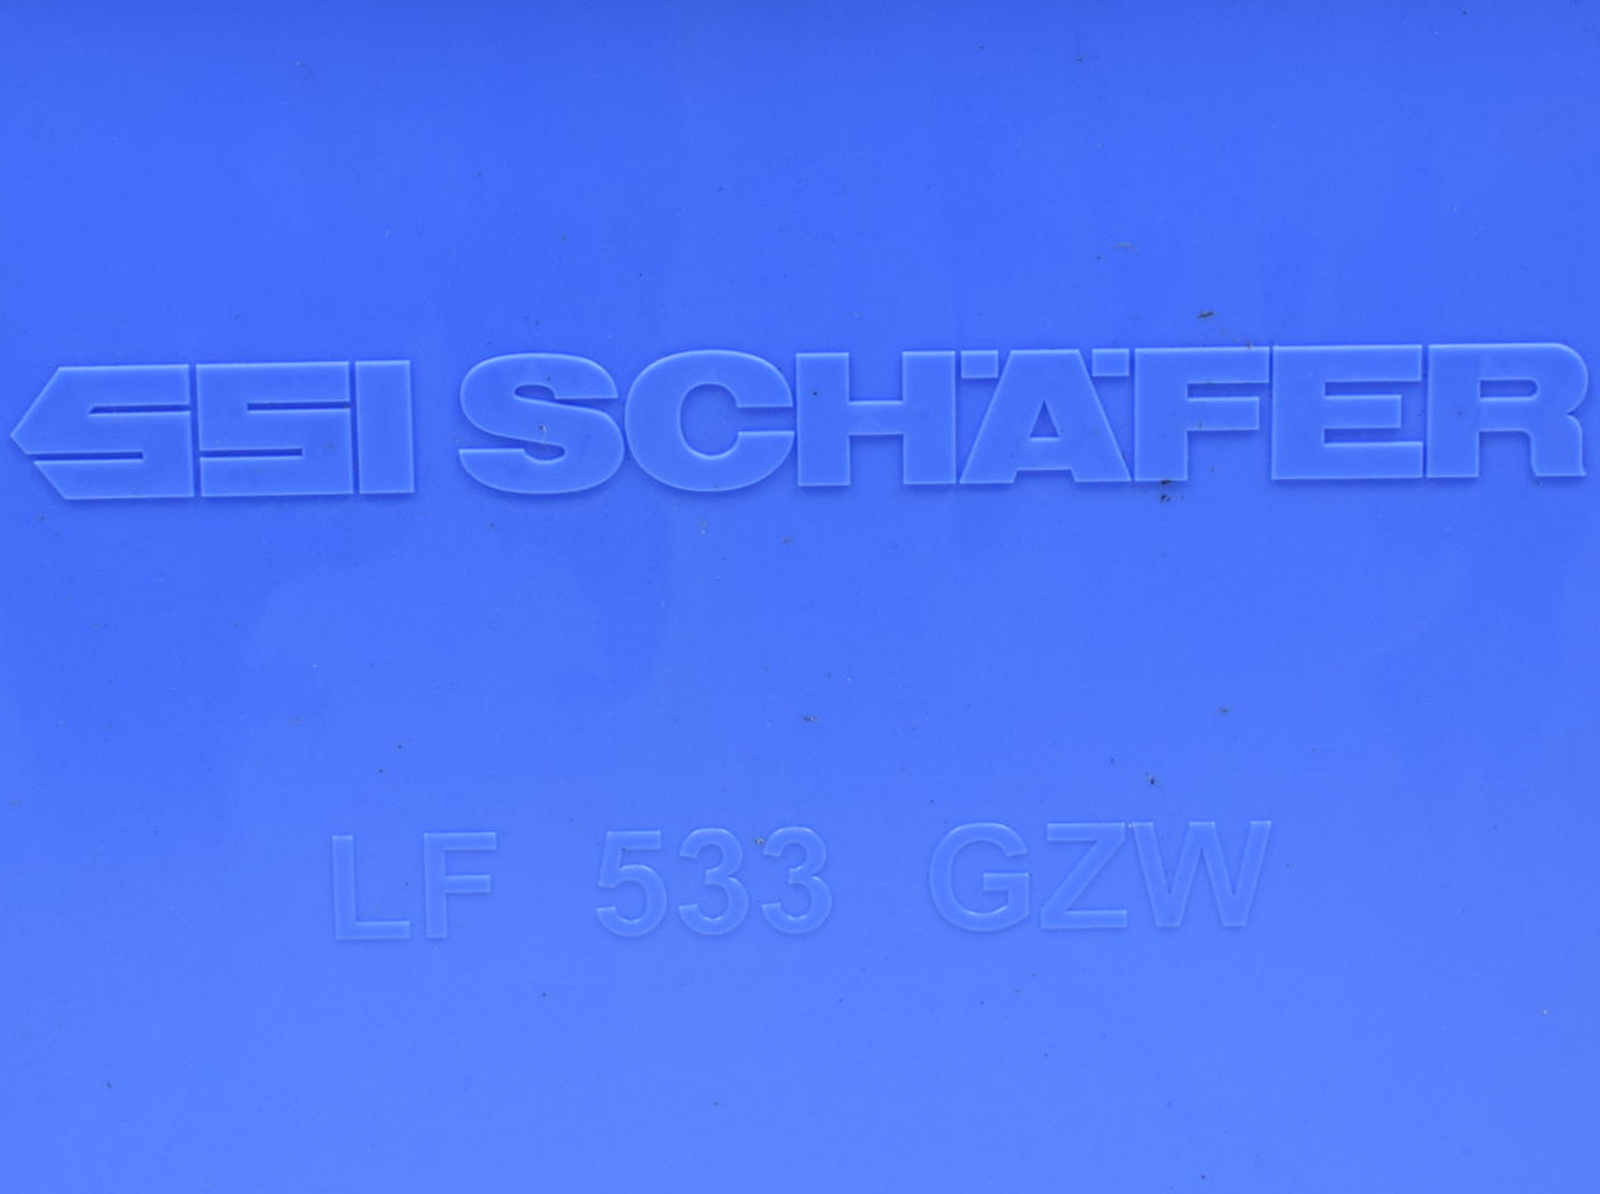 SSI SCHÄFER
LF 533 GZW